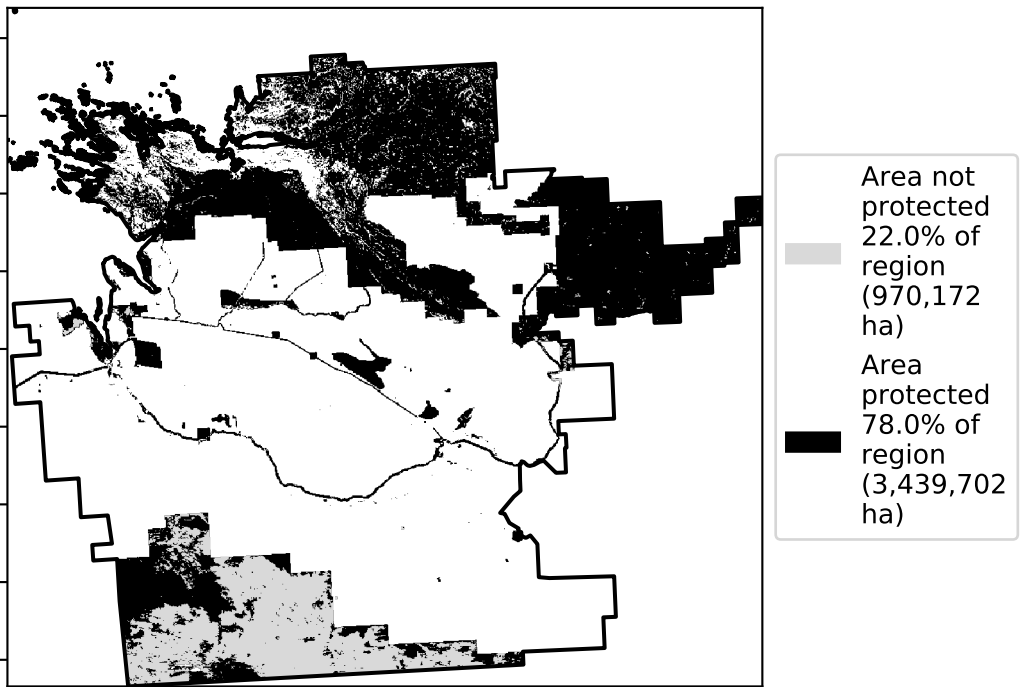 Area not
protected
22.0% of
region
(970,172
ha)
Area
protected
78.0% of
region
(3,439,702
ha)